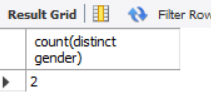 Result Grid Filter Row
count(distinct
gender)
2